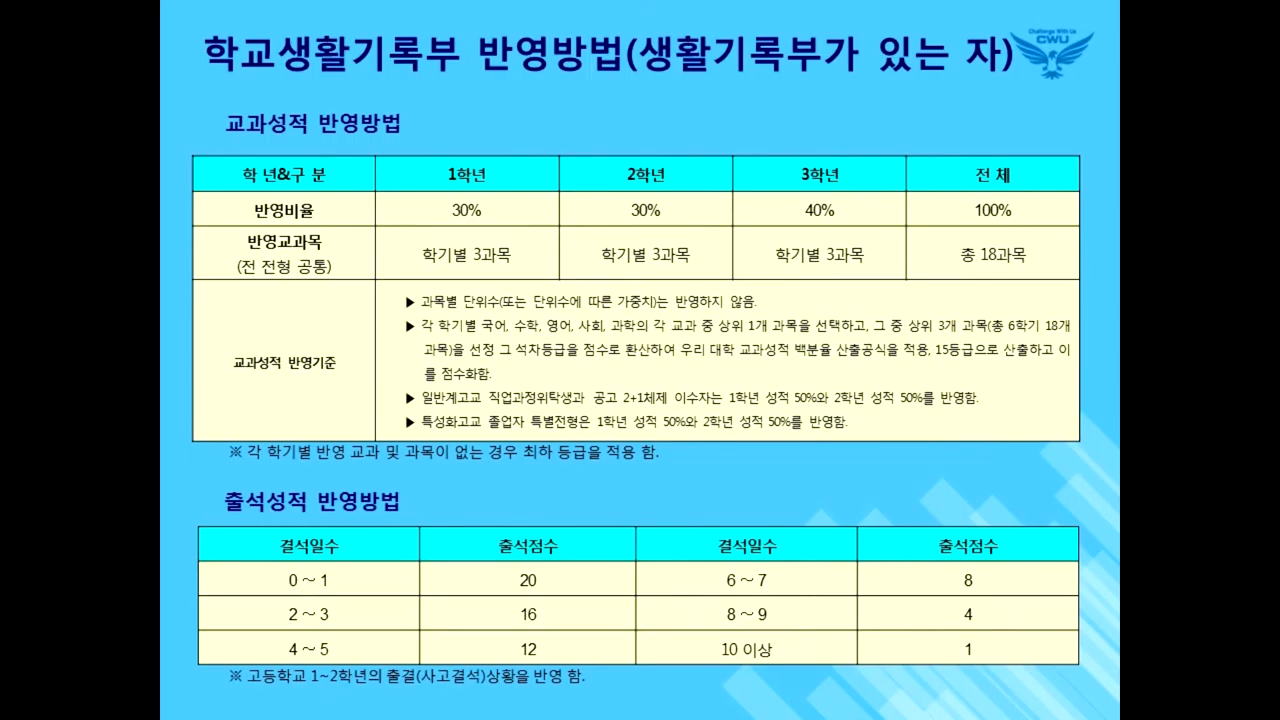 학교생활기록부 반영방법(생활기록부가 있는 자)
Challenge With Us
CWU
교과성적 반영방법
학 년&구 분 1학년 2학년 3학년 전 체
반영비율 30% 30% 40% 100%
반영교과목
(전 전형 공통) 학기별 3과목 학기별 3과목 학기별 3과목 총 18과목
교과성적 반영기준
▶ 과목별 단위수(또는 단위수에 따른 가중치)는 반영하지 않음.
▶ 각 학기별 국어, 수학, 영어, 사회, 과학의 각 교과 중 상위 1개 과목을 선택하고, 그 중 상위 3개 과목(총 6학기 18개
과목)을 선정 그 석차등급을 점수로 환산하여 우리 대학 교과성적 백분율 산출공식을 적용, 15등급으로 산출하고 이
를 점수화함.
▶ 일반계고교 직업과정위탁생과 공고 2+1체제 이수자는 1학년 성적 50%와 2학년 성적 50%를 반영함.
▶ 특성화고교 졸업자 특별전형은 1학년 성적 50%와 2학년 성적 50%를 반영함.
※ 각 학기별 반영 교과 및 과목이 없는 경우 최하 등급을 적용 함.
출석성적 반영방법
결석일수 출석점수 결석일수 출석점수
0 ~ 1 20 6 ~ 7 8
2 ~ 3 16 8 ~ 9 4
4 ~ 5 12 10 이상 1
※ 고등학교 1~2학년의 출결(사고결석)상황을 반영 함.